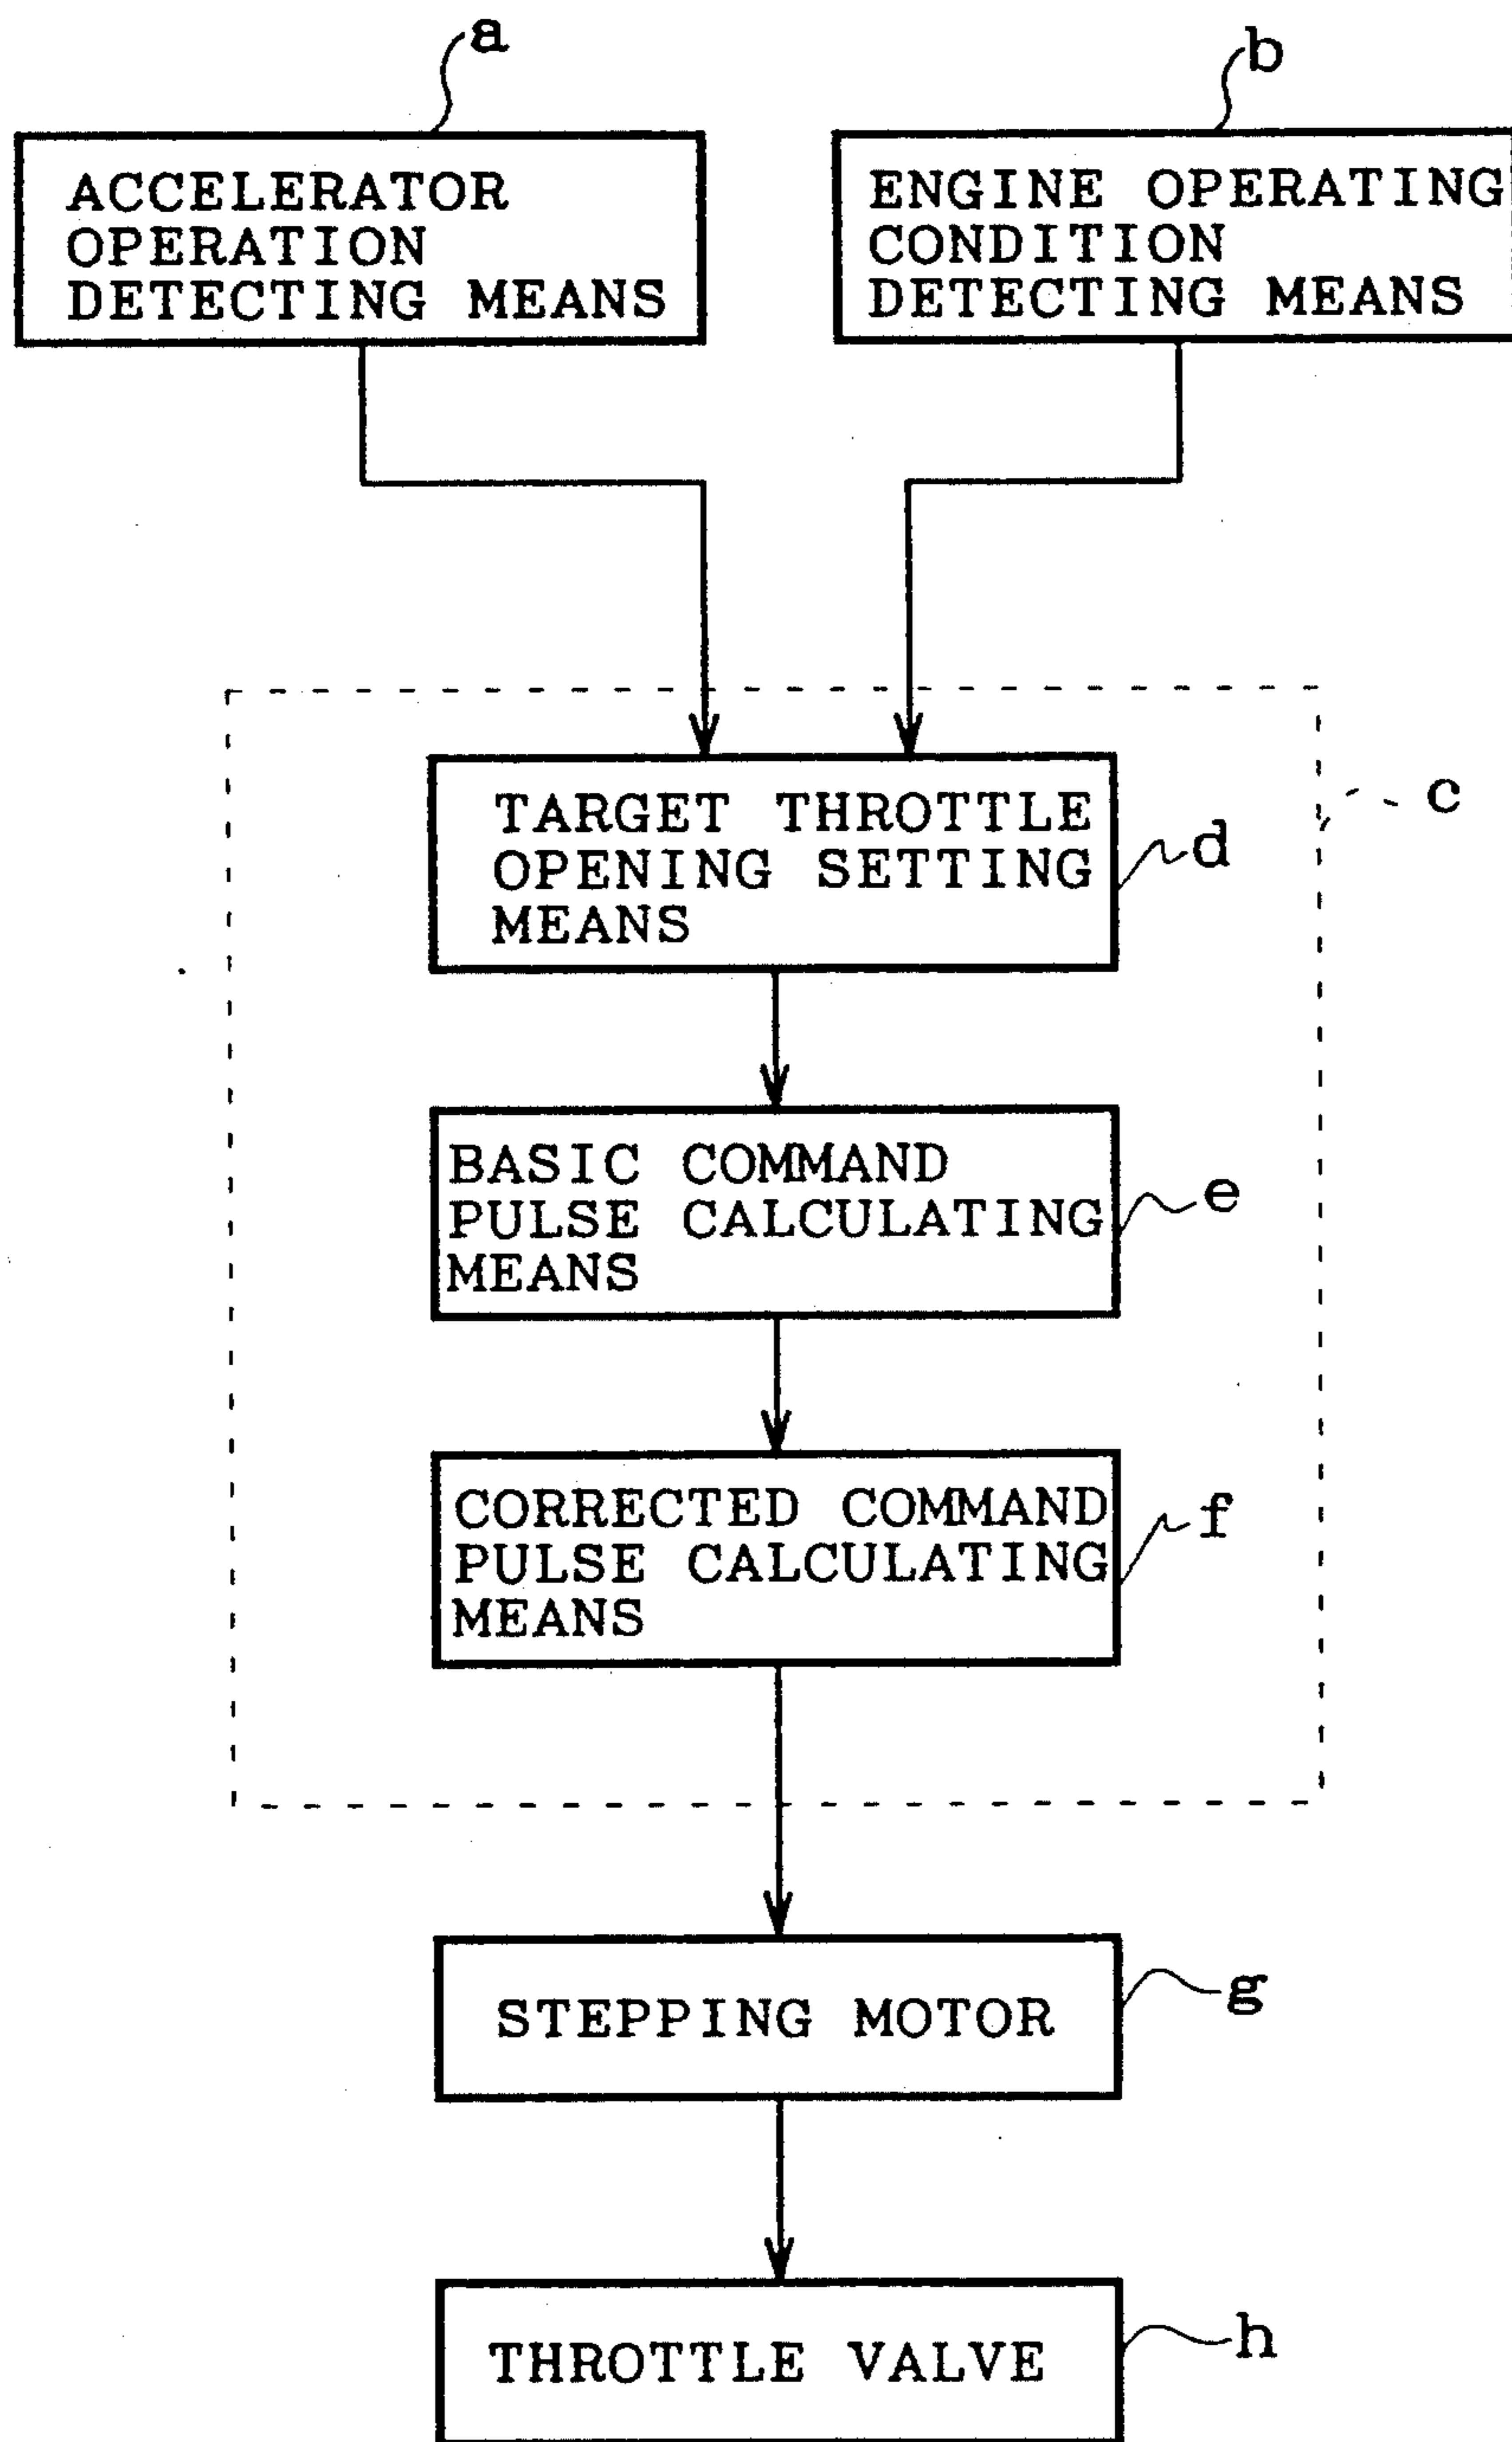 a
b
ACCELERATOR
OPERATION
DETECTING MEANS
ENGINE OPERATING
CONDITION
DETECTING MEANS
c
TARGET THROTTLE
OPENING SETTING
MEANS
d
BASIC COMMAND
PULSE CALCULATING
MEANS
e
CORRECTED COMMAND
PULSE CALCULATING
MEANS
f
STEPPING MOTOR
g
THROTTLE VALVE
h